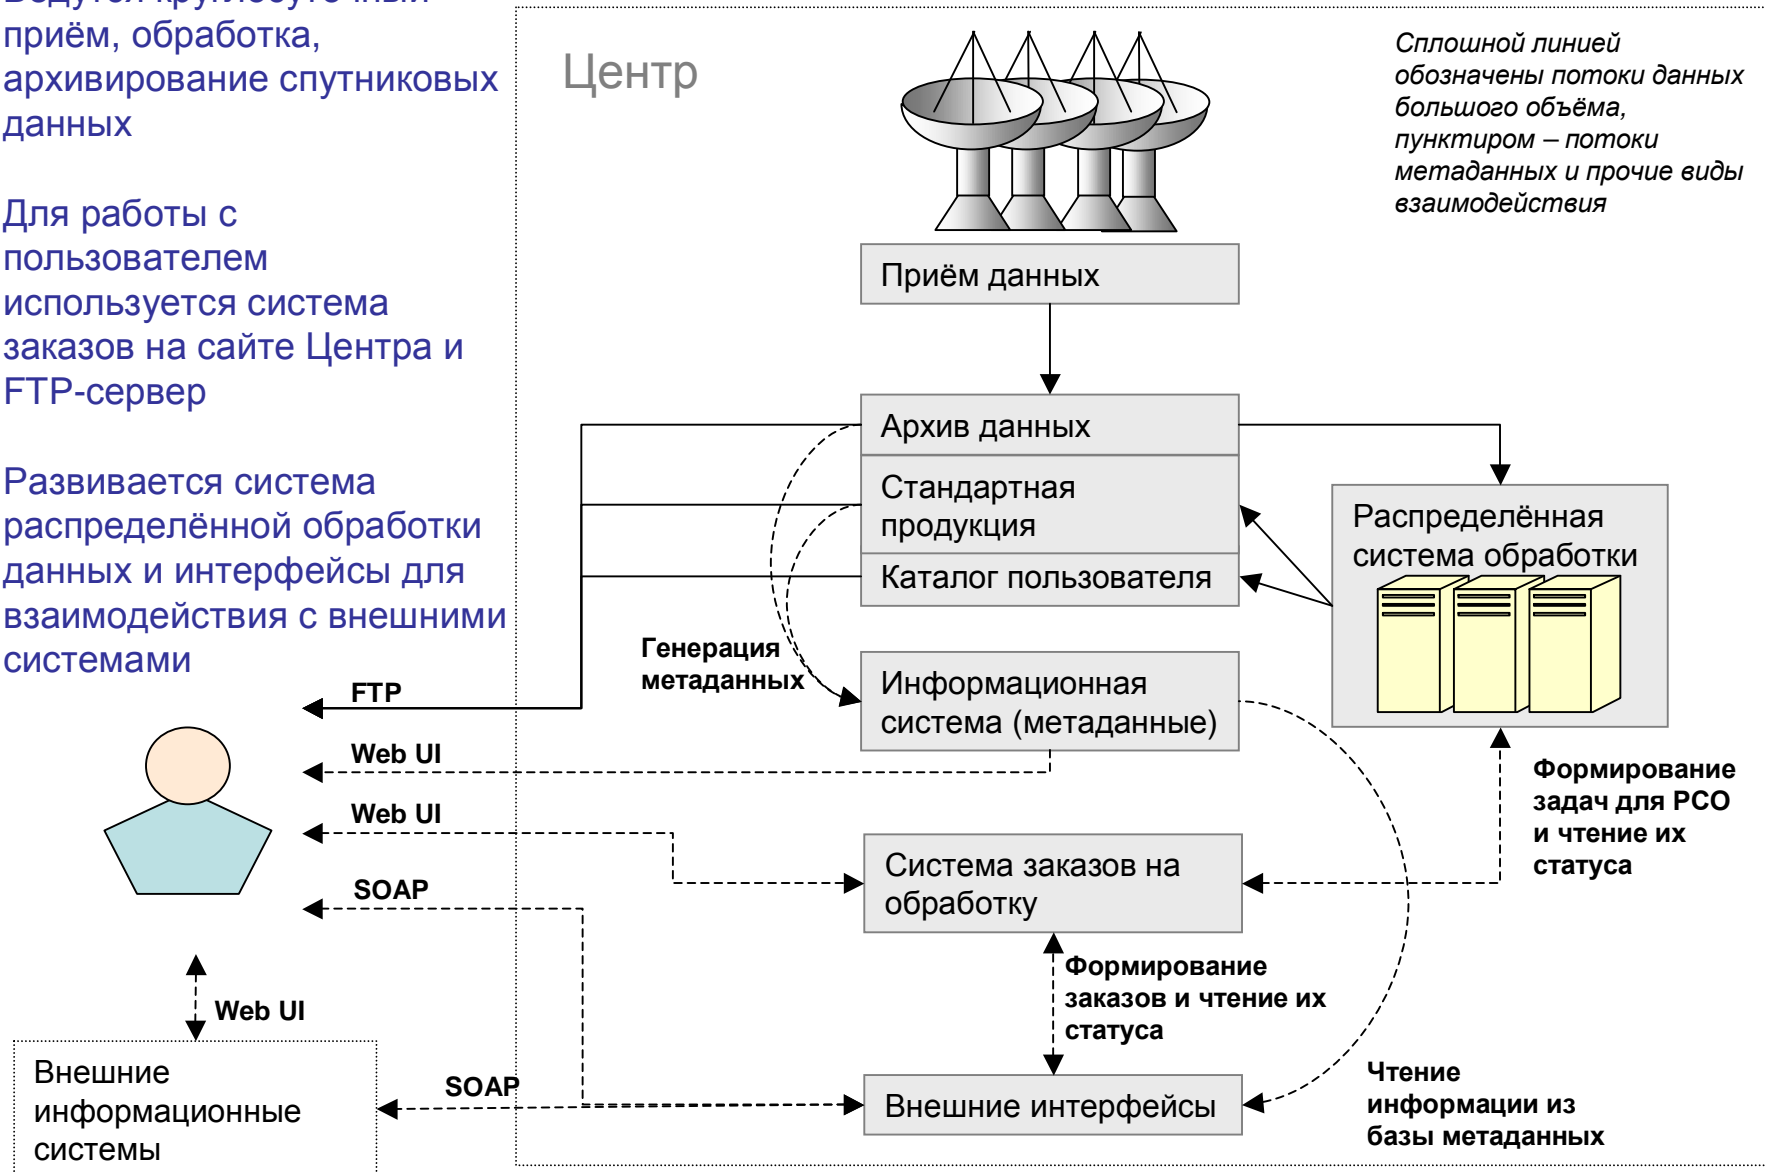 приём, обработка,
архивирование спутниковых
данных
Для работы с
пользователем
используется система
заказов на сайте Центра и
FTP-сервер
Развивается система
распределённой обработки
данных и интерфейсы для
взаимодействия с внешними
системами
Центр
Сплошной линией
обозначены потоки данных
большого объёма,
пунктиром – потоки
метаданных и прочие виды
взаимодействия
Приём данных
Архив данных
Стандартная
продукция
Каталог пользователя
Распределённая
система обработки
Генерация
метаданных
Информационная
система (метаданные)
FTP
Web UI
Web UI
SOAP
Формирование
задач для РСО
и чтение их
статуса
Система заказов на
обработку
Формирование
заказов и чтение их
статуса
Web UI
Внешние
информационные
системы
SOAP
Внешние интерфейсы
Чтение
информации из
базы метаданных